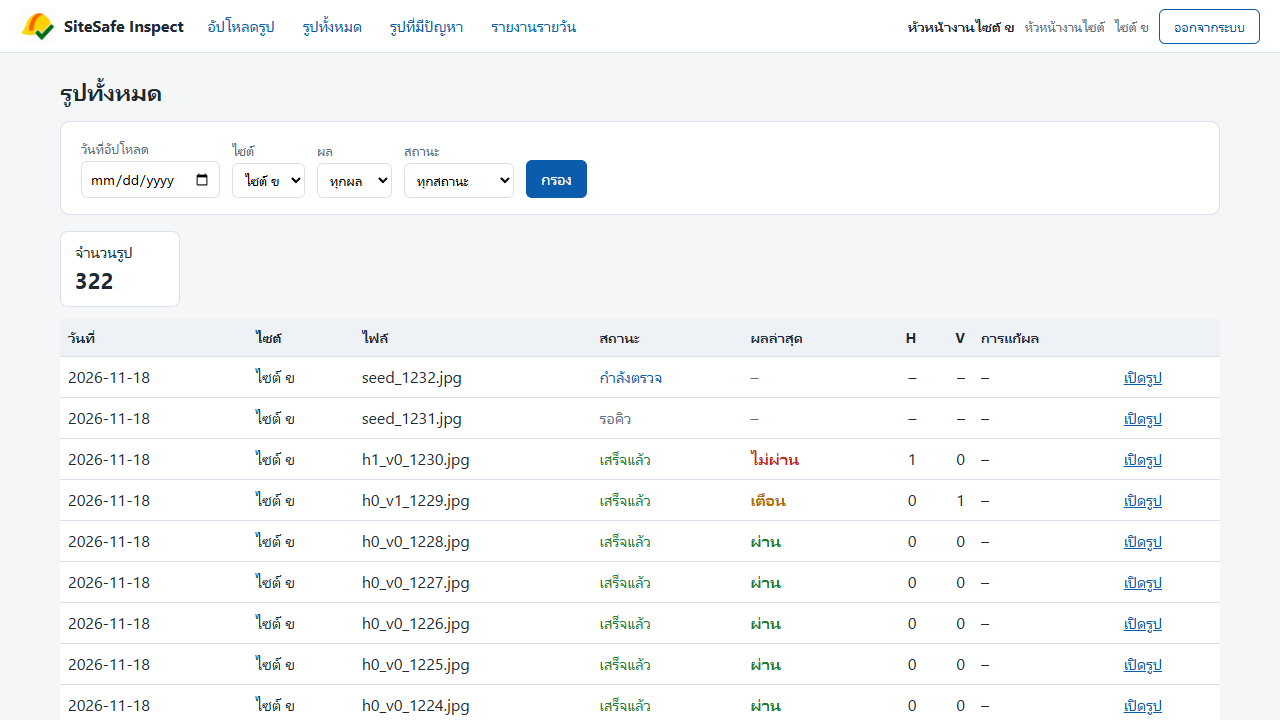 SiteSafe Inspect อัปโหลดรูป รูปทั้งหมด รูปที่มีปัญหา รายงานรายวัน หัวหน้างานไซต์ ข หัวหน้างานไซต์ ไซต์ ข ออกจากระบบ
รูปทั้งหมด
วันที่อัปโหลด ไซต์ ผล สถานะ
mm/dd/yyyy ไซต์ ข ทุกผล ทุกสถานะ กรอง
จำนวนรูป
322
วันที่ ไซต์ ไฟล์ สถานะ ผลล่าสุด H V การแก้ผล
2026-11-18 ไซต์ ข seed_1232.jpg กำลังตรวจ – – – – เปิดรูป
2026-11-18 ไซต์ ข seed_1231.jpg รอคิว – – – – เปิดรูป
2026-11-18 ไซต์ ข h1_v0_1230.jpg เสร็จแล้ว ไม่ผ่าน 1 0 – เปิดรูป
2026-11-18 ไซต์ ข h0_v1_1229.jpg เสร็จแล้ว เตือน 0 1 – เปิดรูป
2026-11-18 ไซต์ ข h0_v0_1228.jpg เสร็จแล้ว ผ่าน 0 0 – เปิดรูป
2026-11-18 ไซต์ ข h0_v0_1227.jpg เสร็จแล้ว ผ่าน 0 0 – เปิดรูป
2026-11-18 ไซต์ ข h0_v0_1226.jpg เสร็จแล้ว ผ่าน 0 0 – เปิดรูป
2026-11-18 ไซต์ ข h0_v0_1225.jpg เสร็จแล้ว ผ่าน 0 0 – เปิดรูป
2026-11-18 ไซต์ ข h0_v0_1224.jpg เสร็จแล้ว ผ่าน 0 0 – เปิดรูป